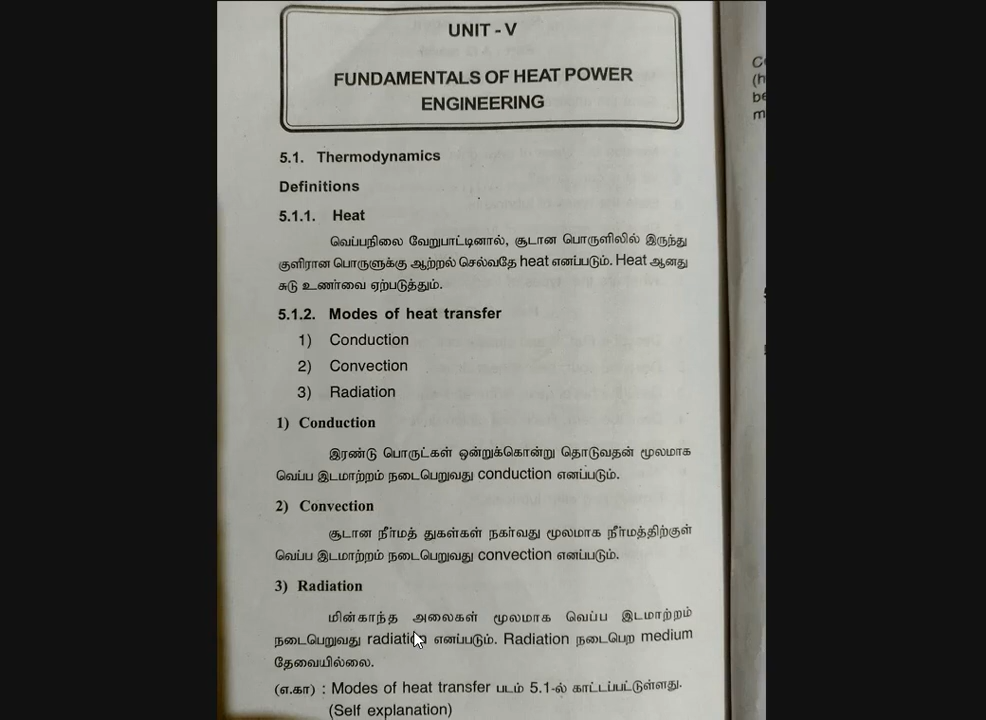 UNIT - V
FUNDAMENTALS OF HEAT POWER
ENGINEERING
5.1. Thermodynamics
Definitions
5.1.1. Heat
வெப்பநிலை வேறுபாட்டினால், சூடான பொருளிலில் இருந்து
குளிரான பொருளுக்கு ஆற்றல் செல்வதே heat எனப்படும். Heat ஆனது
சுடு உணர்வை ஏற்படுத்தும்.
5.1.2. Modes of heat transfer
1) Conduction
2) Convection
3) Radiation
1) Conduction
இரண்டு பொருட்கள் ஒன்றுக்கொன்று தொடுவதன் மூலமாக
வெப்ப இடமாற்றம் நடைபெறுவது conduction எனப்படும்.
2) Convection
சூடான நீர்மத் துகள்கள் நகர்வது மூலமாக நீர்மத்திற்குள்
வெப்ப இடமாற்றம் நடைபெறுவது convection எனப்படும்.
3) Radiation
மின்காந்த அலைகள் மூலமாக வெப்ப இடமாற்றம்
நடைபெறுவது radiation எனப்படும். Radiation நடைபெற medium
தேவையில்லை.
(எ.கா) : Modes of heat transfer படம் 5.1-ல் காட்டப்பட்டுள்ளது.
(Self explanation)